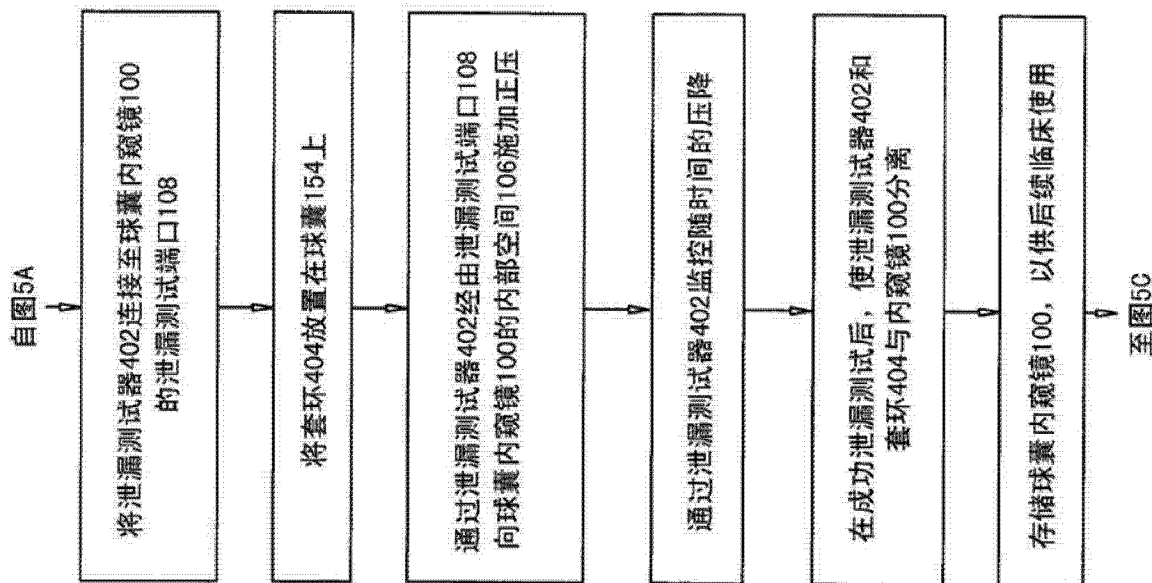 自图5A
将泄漏测试器402连接至球囊内窥镜100
的泄漏测试端口108
将套环404放置在球囊154上
通过泄漏测试器402经由泄漏测试端口108
向球囊内窥镜100的内部空间106施加正压
通过泄漏测试器402监控随时间的压降
在成功泄漏测试后，使泄漏测试器402和
套环404与内窥镜100分离
存储球囊内窥镜100，以供后续临床使用
至图5C